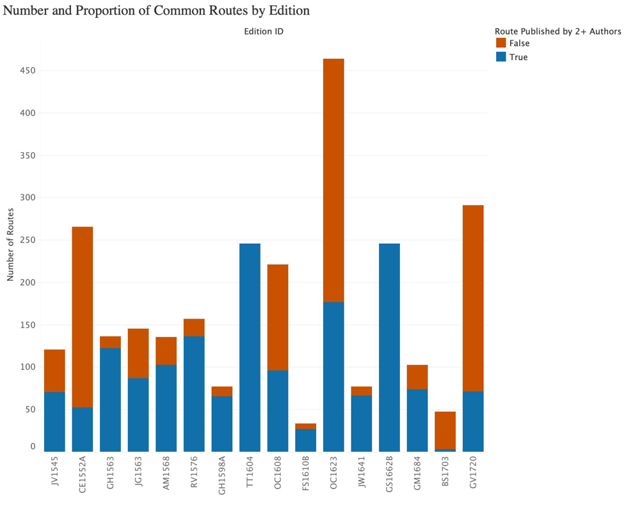 Number and Proportion of Common Routes by Edition
Edition ID
Route Published by 2+ Authors
False
True
Number of Routes
450
400
350
300
250
200
150
100
50
0
JV1545
CE1552A
GH1563
JG1563
AM1568
RV1576
GH1598A
TT1604
OC1608
FS1610B
OC1623
JW1641
GS1662B
GM1684
BS1703
GV1720